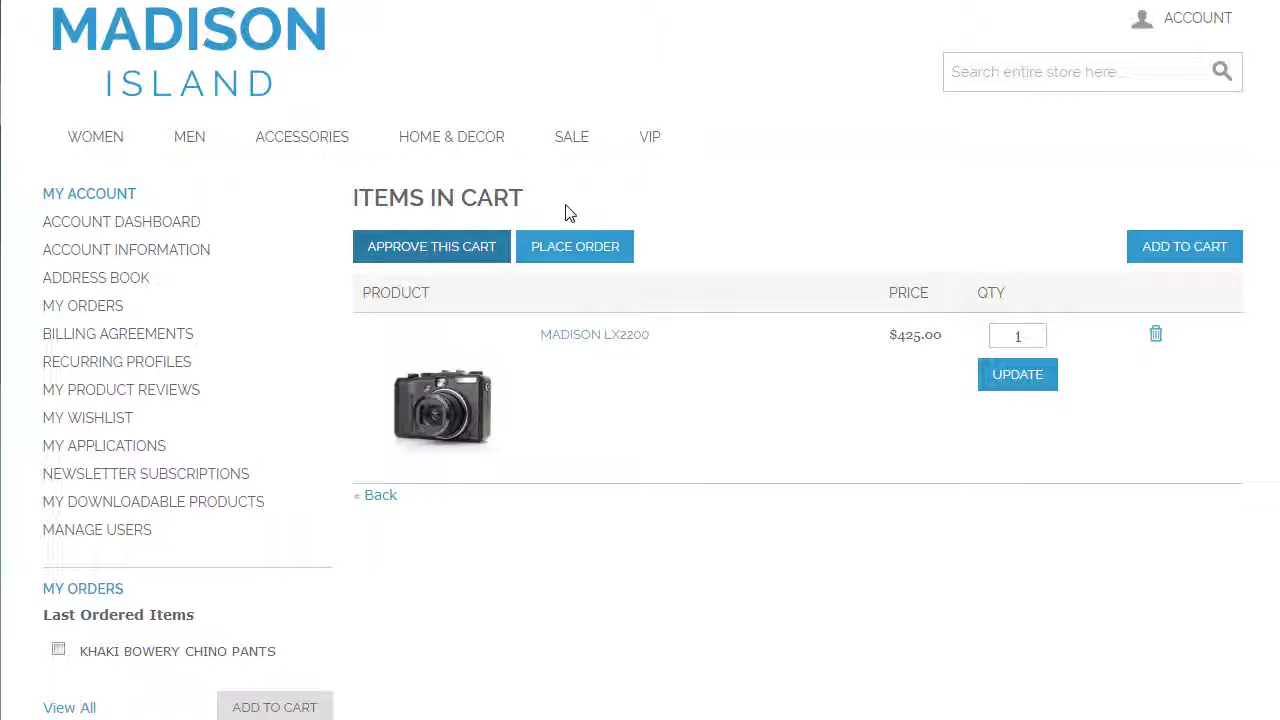 MADISON
ISLAND
ACCOUNT
Search entire store here...
WOMEN MEN ACCESSORIES HOME & DECOR SALE VIP
MY ACCOUNT
ACCOUNT DASHBOARD
ACCOUNT INFORMATION
ADDRESS BOOK
MY ORDERS
BILLING AGREEMENTS
RECURRING PROFILES
MY PRODUCT REVIEWS
MY WISHLIST
MY APPLICATIONS
NEWSLETTER SUBSCRIPTIONS
MY DOWNLOADABLE PRODUCTS
MANAGE USERS
MY ORDERS
Last Ordered Items
KHAKI BOWERY CHINO PANTS
View All ADD TO CART
ITEMS IN CART
APPROVE THIS CART PLACE ORDER ADD TO CART
PRODUCT PRICE QTY
MADISON LX2200 $425.00 1
UPDATE
« Back